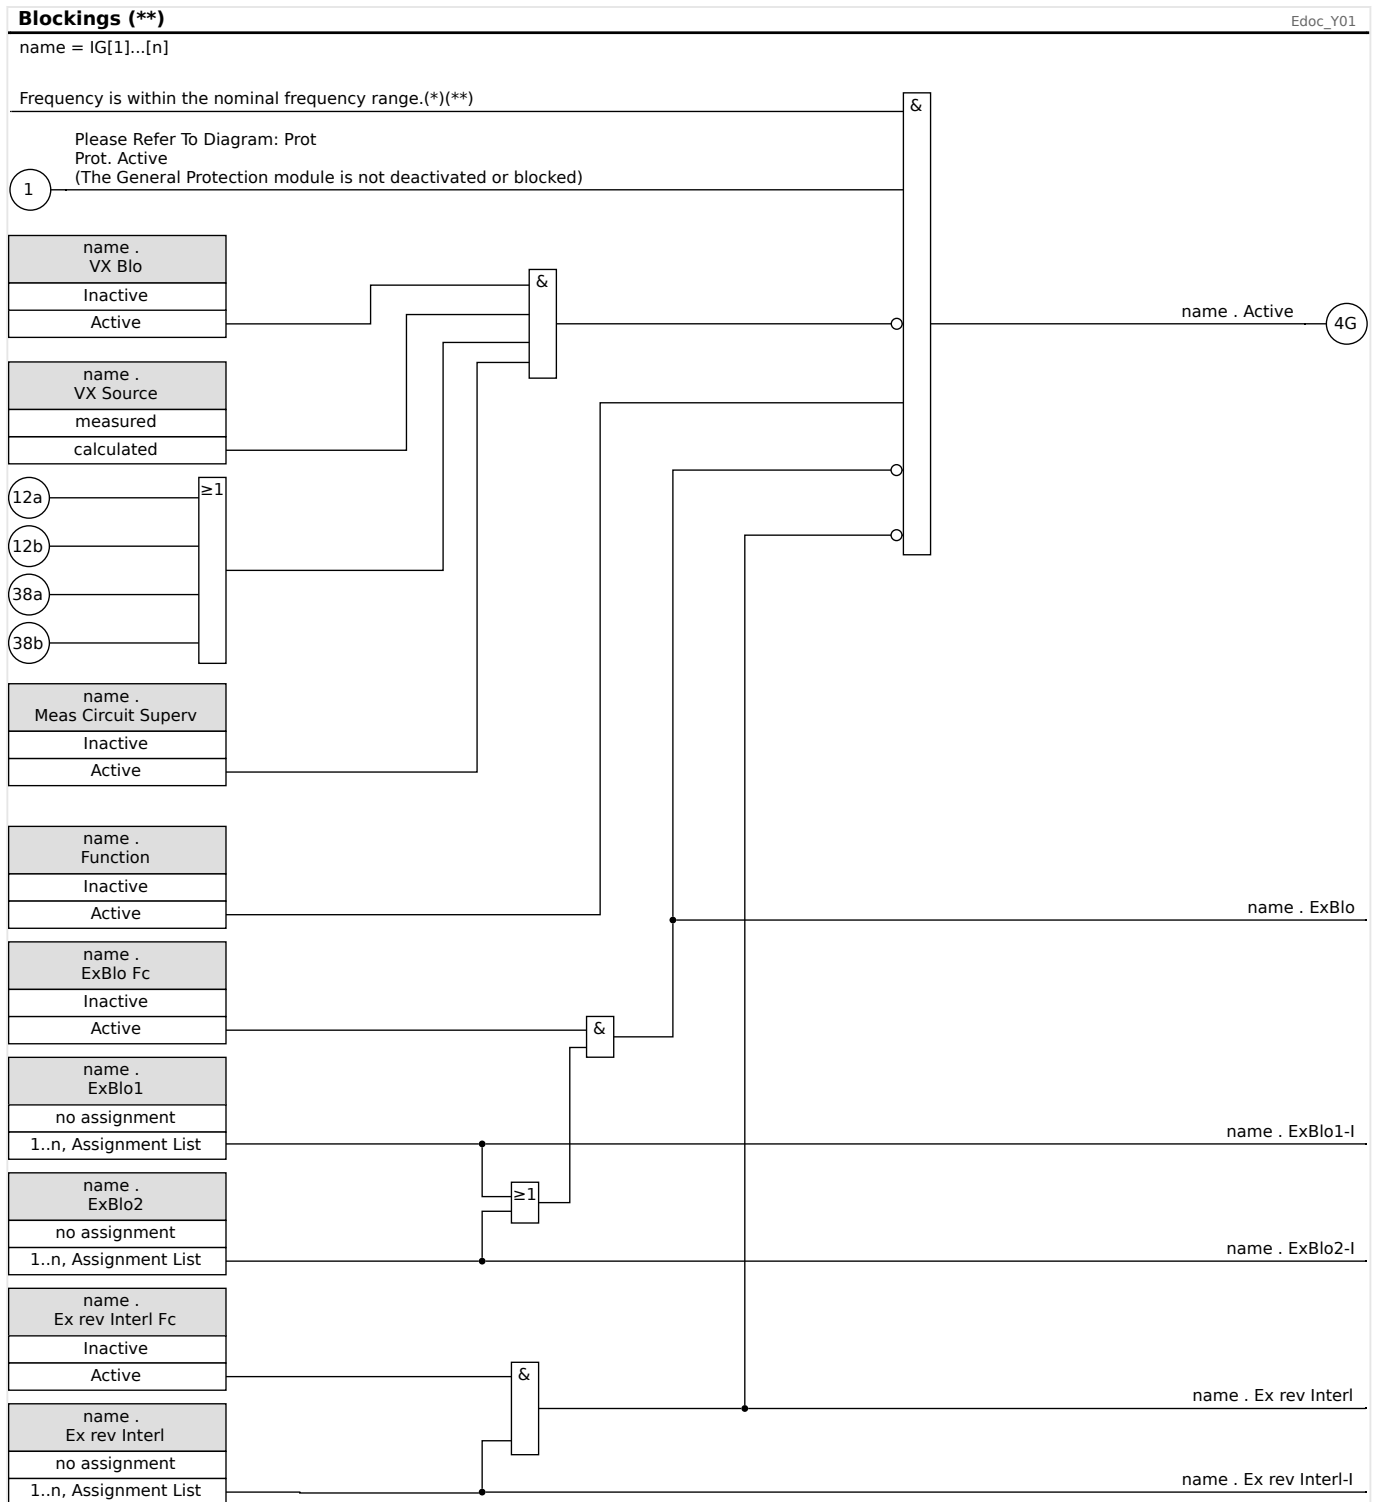 Blockings (**)
Edoc_Y01
name = IG[1]...[n]
Frequency is within the nominal frequency range.(*)(**)
&
Please Refer To Diagram: Prot
Prot. Active
(The General Protection module is not deactivated or blocked)
1
name .
VX Blo
Inactive
Active
&
name . Active
4G
name .
VX Source
measured
calculated
12a
≥1
12b
38a
38b
name .
Meas Circuit Superv
Inactive
Active
name .
Function
Inactive
Active
name . ExBlo
name .
ExBlo Fc
Inactive
Active
&
name .
ExBlo1
no assignment
1..n, Assignment List
name . ExBlo1-I
name .
ExBlo2
≥1
no assignment
1..n, Assignment List
name . ExBlo2-I
name .
Ex rev Interl Fc
Inactive
Active
&
name . Ex rev Interl
name .
Ex rev Interl
no assignment
1..n, Assignment List
name . Ex rev Interl-I